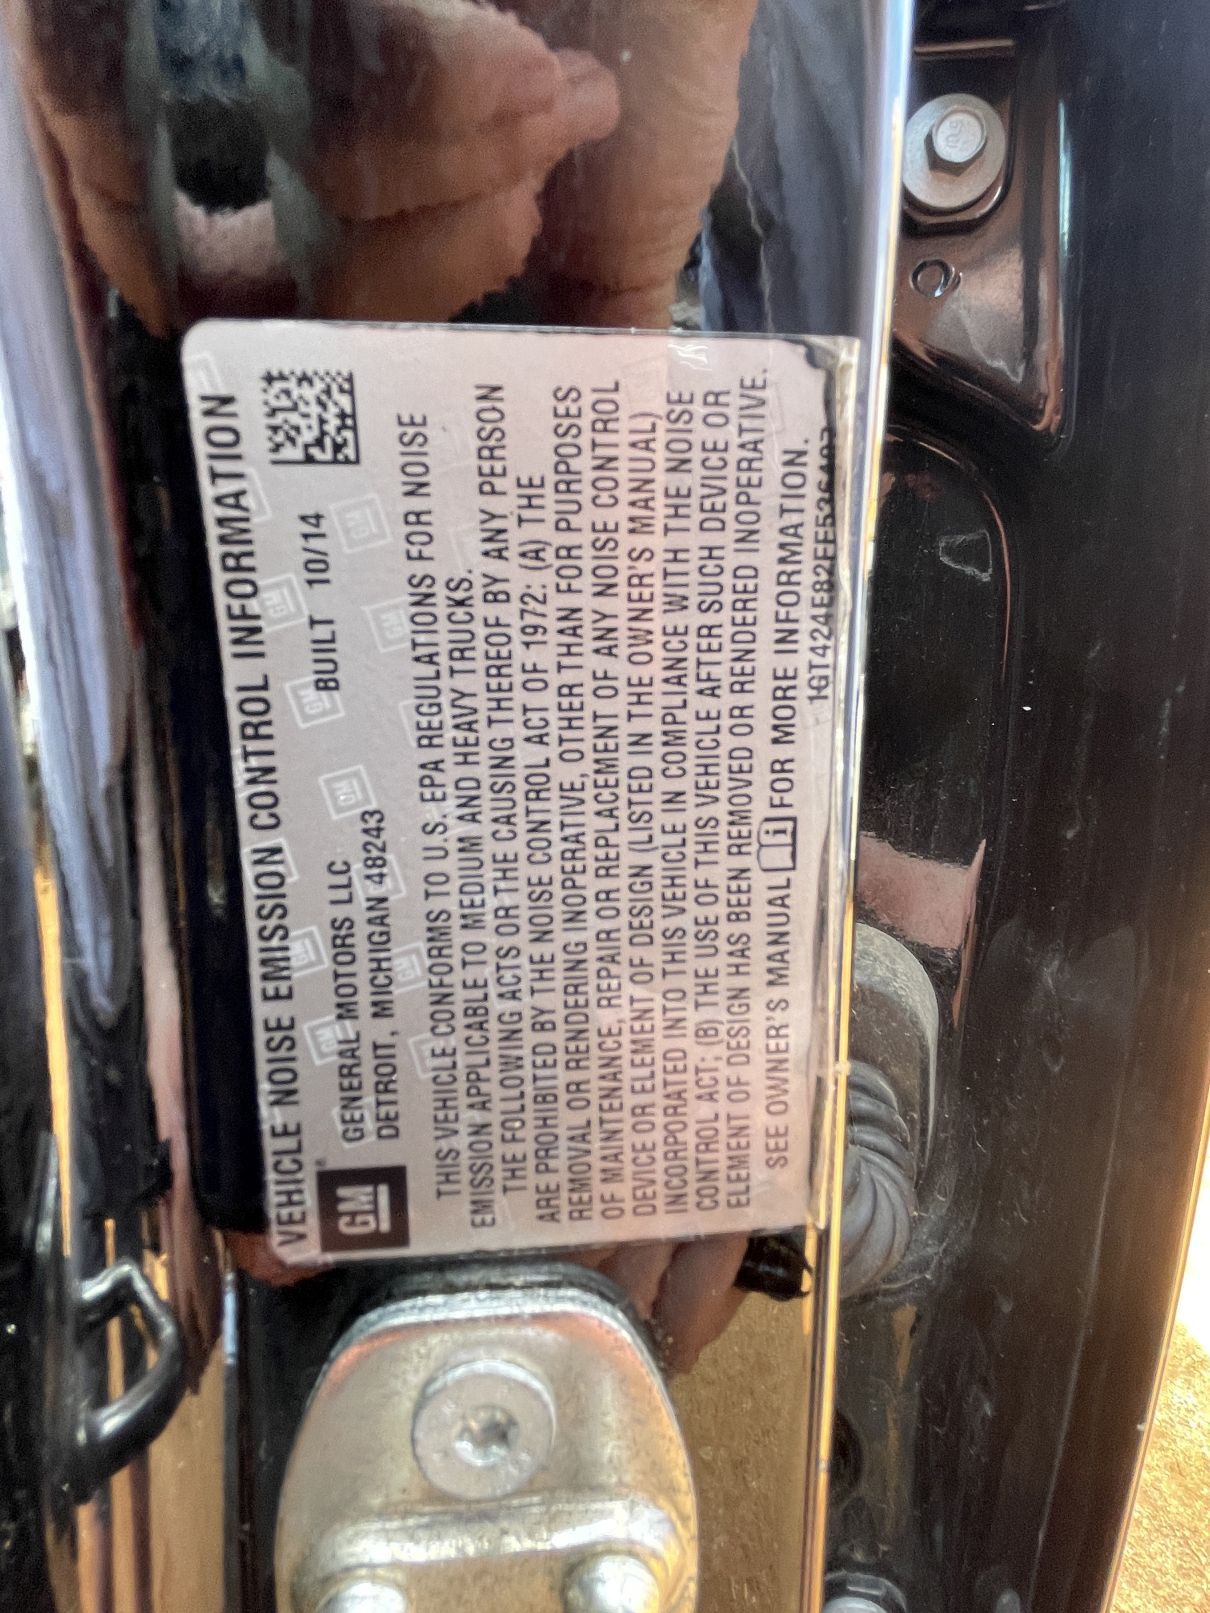 VEHICLE NOISE EMISSION CONTROL INFORMATION
GM
GENERAL MOTORS LLC BUILT 10/14
DETROIT, MICHIGAN 48243
THIS VEHICLE CONFORMS TO U.S. EPA REGULATIONS FOR NOISE
EMISSION APPLICABLE TO MEDIUM AND HEAVY TRUCKS.
THE FOLLOWING ACTS OR THE CAUSING THEREOF BY ANY PERSON
ARE PROHIBITED BY THE NOISE CONTROL ACT OF 1972: (A) THE
REMOVAL OR RENDERING INOPERATIVE, OTHER THAN FOR PURPOSES
OF MAINTENANCE, REPAIR OR REPLACEMENT OF ANY NOISE CONTROL
DEVICE OR ELEMENT OF DESIGN (LISTED IN THE OWNER'S MANUAL)
INCORPORATED INTO THIS VEHICLE IN COMPLIANCE WITH THE NOISE
CONTROL ACT; (B) THE USE OF THIS VEHICLE AFTER SUCH DEVICE OR
ELEMENT OF DESIGN HAS BEEN REMOVED OR RENDERED INOPERATIVE.
SEE OWNER'S MANUAL i FOR MORE INFORMATION.
10.9